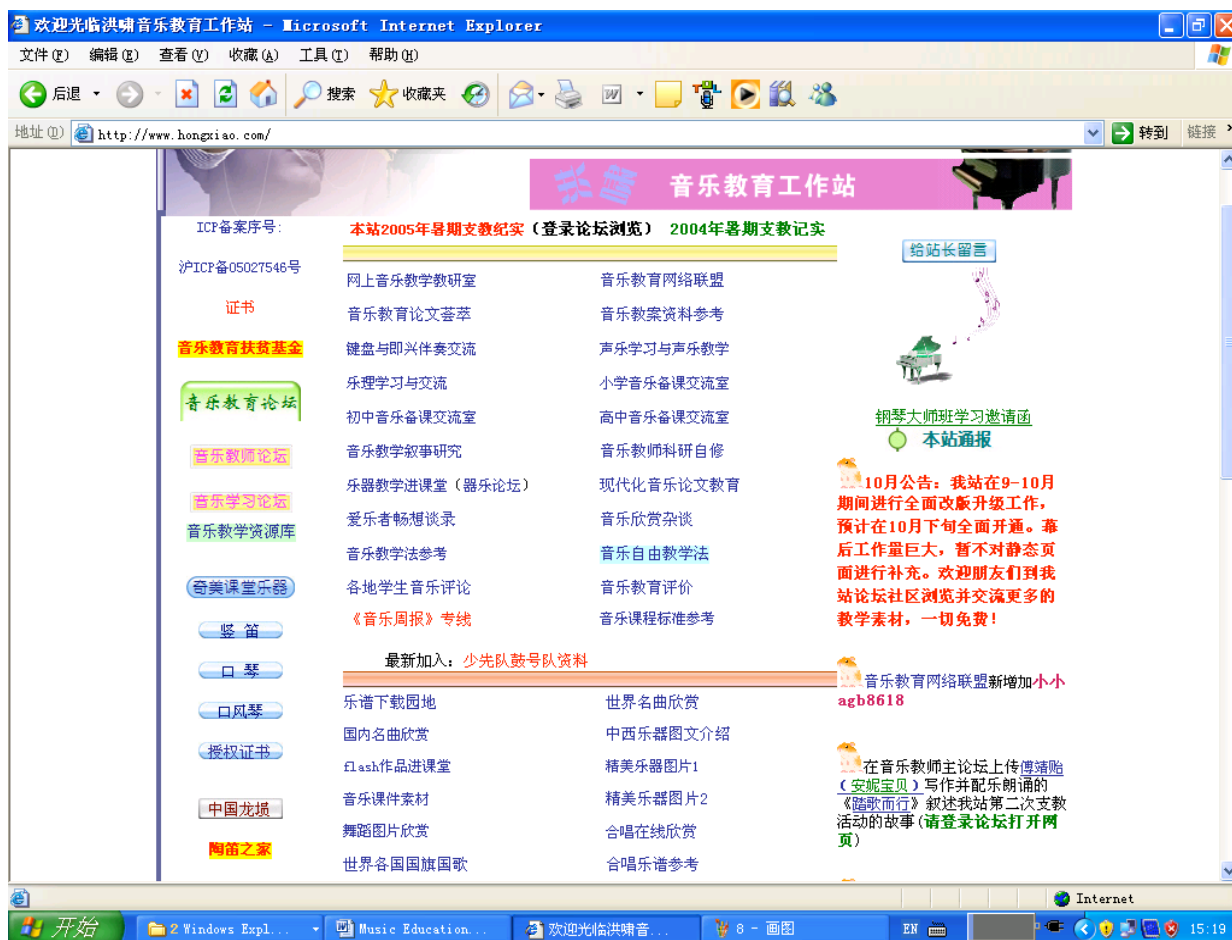 欢迎光临洪啸音乐教育工作站 - Microsoft Internet Explorer
文件(F) 编辑(E) 查看(V) 收藏(A) 工具(T) 帮助(H)
后退 搜索 收藏夹
地址(D) http://www.hongxiao.com/ 转到 链接
洪啸 音乐教育工作站
ICP备案序号:
沪ICP备05027546号
证书
音乐教育扶贫基金
音乐教育论坛
音乐教师论坛
音乐学习论坛
音乐教学资源库
奇美课堂乐器
竖 笛
口 琴
口风琴
授权证书
中国龙埙
陶笛之家
本站2005年暑期支教纪实(登录论坛浏览) 2004年暑期支教记实
网上音乐教学教研室 音乐教育网络联盟
音乐教育论文荟萃 音乐教案资料参考
键盘与即兴伴奏交流 声乐学习与声乐教学
乐理学习与交流 小学音乐备课交流室
初中音乐备课交流室 高中音乐备课交流室
音乐教学叙事研究 音乐教师科研自修
乐器教学进课堂(器乐论坛) 现代化音乐论文教育
爱乐者畅想谈录 音乐欣赏杂谈
音乐教学法参考 音乐自由教学法
各地学生音乐评论 音乐教育评价
《音乐周报》专线 音乐课程标准参考
最新加入: 少先队鼓号队资料
乐谱下载园地 世界名曲欣赏
国内名曲欣赏 中西乐器图文介绍
flash作品进课堂 精美乐器图片1
音乐课件素材 精美乐器图片2
舞蹈图片欣赏 合唱在线欣赏
世界各国国旗国歌 合唱乐谱参考
给站长留言
钢琴大师班学习邀请函
本站通报
10月公告: 我站在9-10月
期间进行全面改版升级工作,
预计在10月下旬全面开通。幕
后工作量巨大, 暂不对静态页
面进行补充。欢迎朋友们到我
站论坛社区浏览并交流更多的
教学素材, 一切免费!
音乐教育网络联盟新增加小小
agb8618
在音乐教师主论坛上传傅靖贻
(安妮宝贝)写作并配乐朗诵的
《踏歌而行》叙述我站第二次支教
活动的故事(请登录论坛打开网
页)
Internet
开始 2 Windows Expl... Music Education... 欢迎光临洪啸音... 8 - 画图 EN 15:19